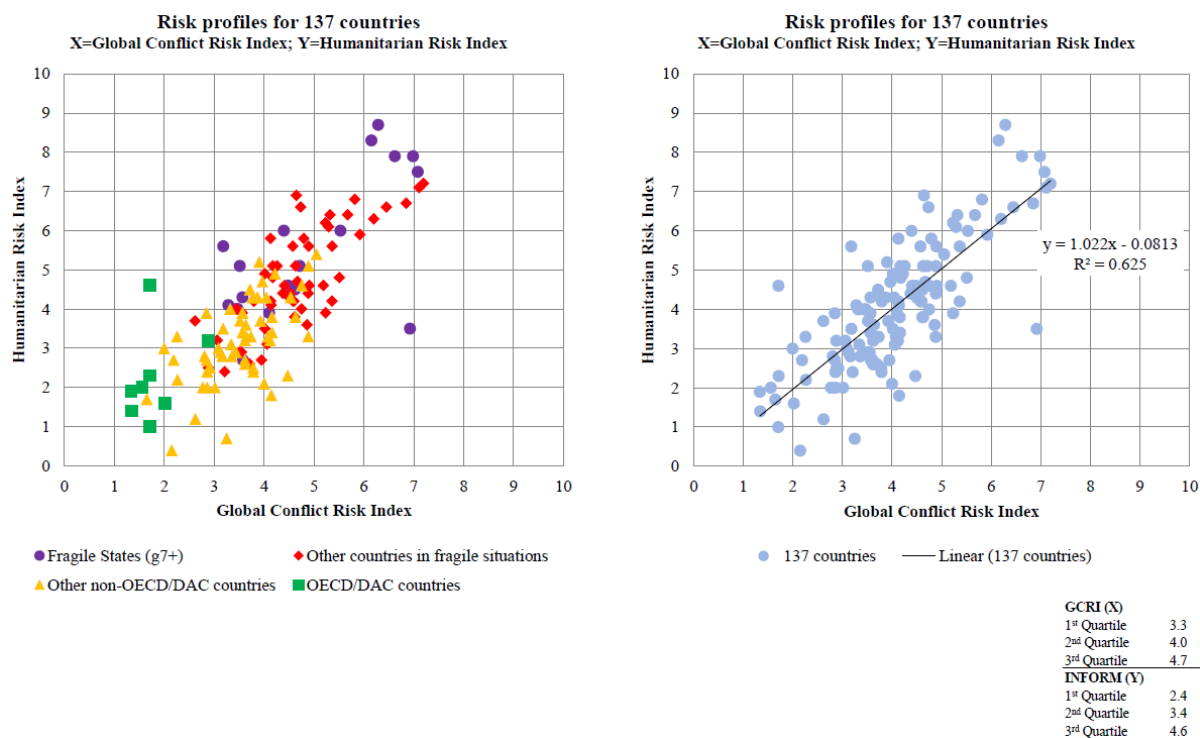 Risk profiles for 137 countries
X=Global Conflict Risk Index; Y=Humanitarian Risk Index
10
9
8
7
6
5
4
3
2
1
0
Humanitarian Risk Index
0 1 2 3 4 5 6 7 8 9 10
Global Conflict Risk Index
Fragile States (g7+) Other countries in fragile situations
Other non-OECD/DAC countries OECD/DAC countries
Risk profiles for 137 countries
X=Global Conflict Risk Index; Y=Humanitarian Risk Index
10
9
8
7
6
5
4
3
2
1
0
Humanitarian Risk Index
y = 1.022x - 0.0813
R² = 0.625
0 1 2 3 4 5 6 7 8 9 10
Global Conflict Risk Index
137 countries Linear (137 countries)
GCRI (X)
1st Quartile 3.3
2nd Quartile 4.0
3rd Quartile 4.7
INFORM (Y)
1st Quartile 2.4
2nd Quartile 3.4
3rd Quartile 4.6